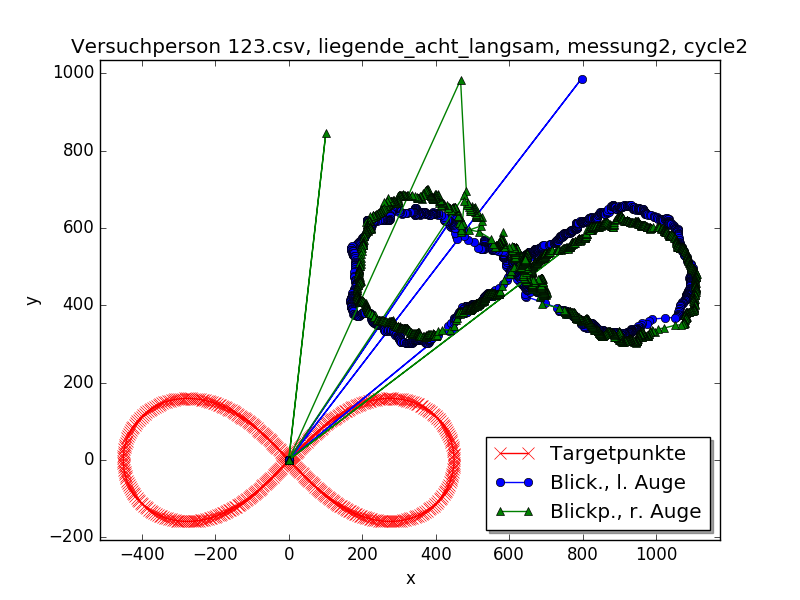 Versuchperson 123.csv, liegende_acht_langsam, messung2, cycle2
1000
800
600
400
200
0
−200
y
−400
−200
0
200
400
600
800
1000
x
Targetpunkte
Blick., l. Auge
Blickp., r. Auge